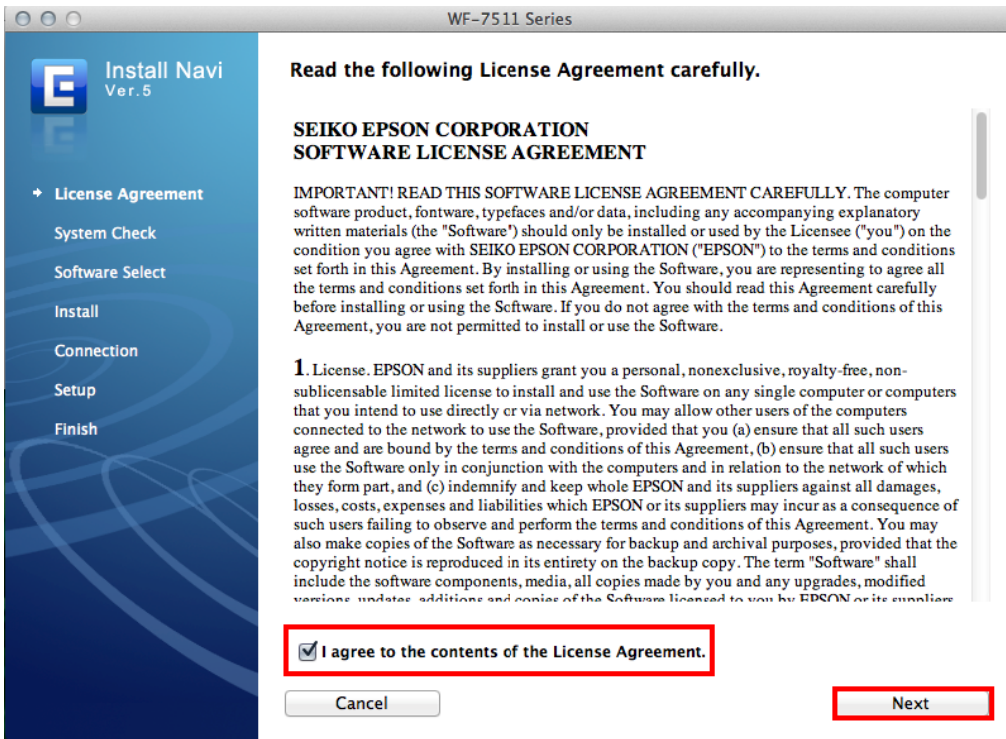 WF-7511 Series
Install Navi
Ver.5
License Agreement
System Check
Software Select
Install
Connection
Setup
Finish
Read the following License Agreement carefully.
SEIKO EPSON CORPORATION
SOFTWARE LICENSE AGREEMENT
IMPORTANT! READ THIS SOFTWARE LICENSE AGREEMENT CAREFULLY. The computer
software product, fontware, typefaces and/or data, including any accompanying explanatory
written materials (the "Software") should only be installed or used by the Licensee ("you") on the
condition you agree with SEIKO EPSON CORPORATION ("EPSON") to the terms and conditions
set forth in this Agreement. By installing or using the Software, you are representing to agree all
the terms and conditions set forth in this Agreement. You should read this Agreement carefully
before installing or using the Software. If you do not agree with the terms and conditions of this
Agreement, you are not permitted to install or use the Software.
1. License. EPSON and its suppliers grant you a personal, nonexclusive, royalty-free, non-
sublicensable limited license to install and use the Software on any single computer or computers
that you intend to use directly or via network. You may allow other users of the computers
connected to the network to use the Software, provided that you (a) ensure that all such users
agree and are bound by the terms and conditions of this Agreement, (b) ensure that all such users
use the Software only in conjunction with the computers and in relation to the network of which
they form part, and (c) indemnify and keep whole EPSON and its suppliers against all damages,
losses, costs, expenses and liabilities which EPSON or its suppliers may incur as a consequence of
such users failing to observe and perform the terms and conditions of this Agreement. You may
also make copies of the Software as necessary for backup and archival purposes, provided that the
copyright notice is reproduced in its entirety on the backup copy. The term "Software" shall
include the software components, media, all copies made by you and any upgrades, modified
versions, updates, additions and copies of the Software licensed to you by EPSON or its suppliers
I agree to the contents of the License Agreement.
Cancel
Next